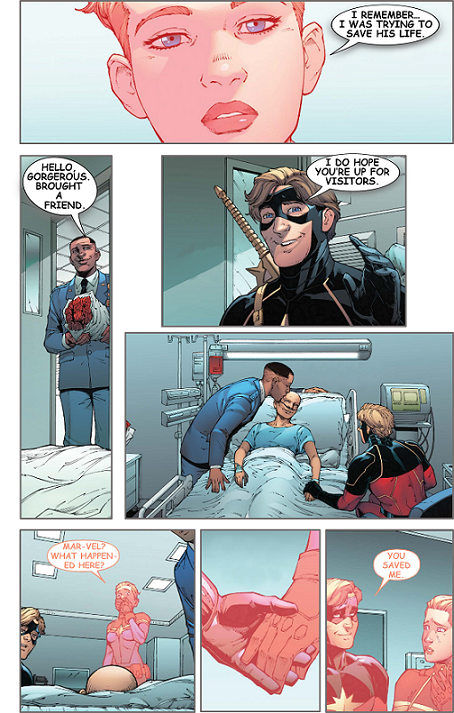 I REMEMBER...
I WAS TRYING TO
SAVE HIS LIFE.
HELLO,
GORGEROUS.
BROUGHT
A
FRIEND.
I DO HOPE
YOU'RE UP FOR
VISITORS.
MAR-VEL?
WHAT HAPPEN-
ED HERE?
YOU
SAVED
ME.